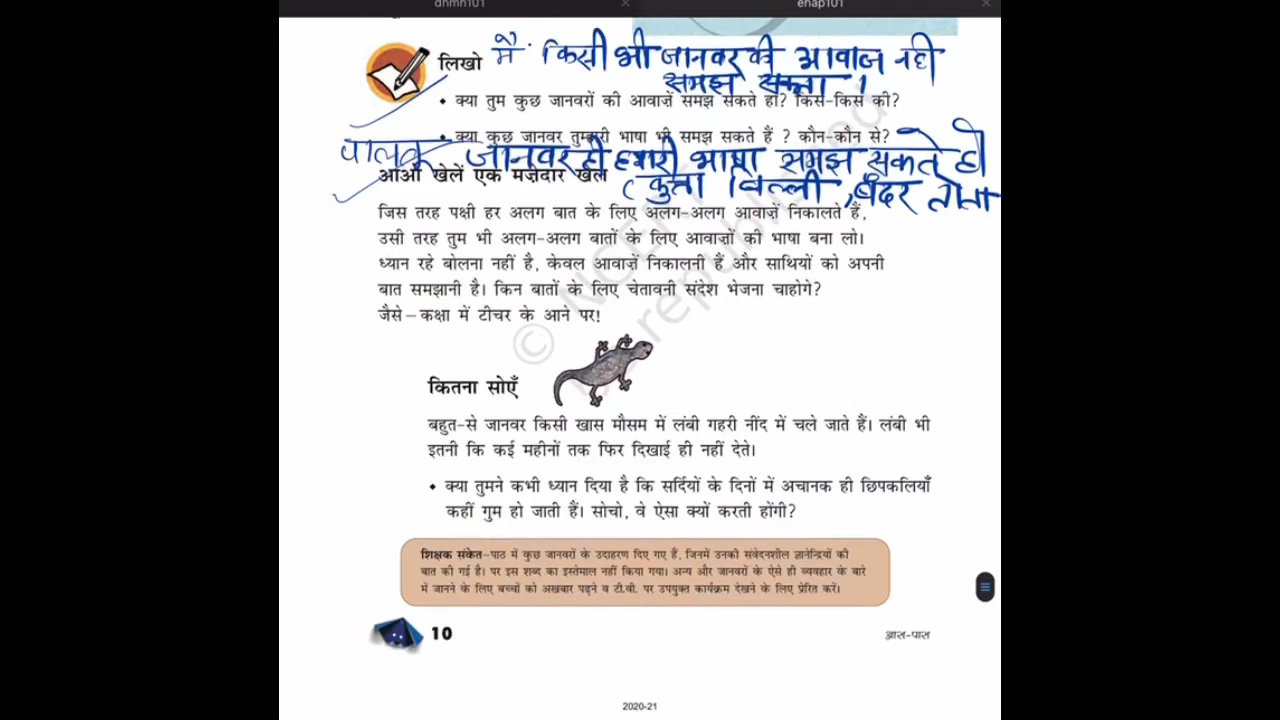 dhmh101
ehap101
लिखो मैं किसी भी जानवर की आवाज नही
समझ सकता ।
• क्या तुम कुछ जानवरों की आवाज़ें समझ सकते हो? किस-किस की?
• क्या कुछ जानवर तुम्हारी भाषा भी समझ सकते हैं ? कौन-कौन से?
पालतू जानवर ही हमारी भाषा समझ सकते है
(कुत्ता बिल्ली, बंदर तोता
आओ खेलें एक मज़ेदार खेल
जिस तरह पक्षी हर अलग बात के लिए अलग-अलग आवाज़ें निकालते हैं,
उसी तरह तुम भी अलग-अलग बातों के लिए आवाज़ों की भाषा बना लो।
ध्यान रहे बोलना नहीं है, केवल आवाज़ें निकालनी हैं और साथियों को अपनी
बात समझानी है। किन बातों के लिए चेतावनी संदेश भेजना चाहोगे?
जैसे – कक्षा में टीचर के आने पर!
© NCERT
be republished
कितना सोएँ
बहुत-से जानवर किसी खास मौसम में लंबी गहरी नींद में चले जाते हैं। लंबी भी
इतनी कि कई महीनों तक फिर दिखाई ही नहीं देते।
• क्या तुमने कभी ध्यान दिया है कि सर्दियों के दिनों में अचानक ही छिपकलियाँ
कहीं गुम हो जाती हैं। सोचो, वे ऐसा क्यों करती होंगी?
शिक्षक संकेत–पाठ में कुछ जानवरों के उदाहरण दिए गए हैं, जिनमें उनकी संवेदनशील ज्ञानेन्द्रियों की
बात की गई है। पर इस शब्द का इस्तेमाल नहीं किया गया। अन्य और जानवरों के ऐसे ही व्यवहार के बारे
में जानने के लिए बच्चों को अखबार पढ़ने व टी.वी. पर उपयुक्त कार्यक्रम देखने के लिए प्रेरित करें।
10
आस-पास
2020-21